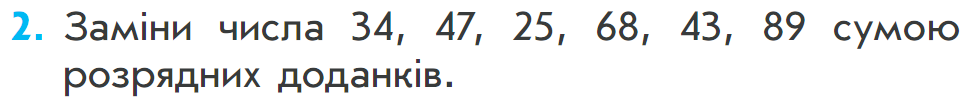 2. Заміни числа 34, 47, 25, 68, 43, 89 сумою
розрядних доданків.